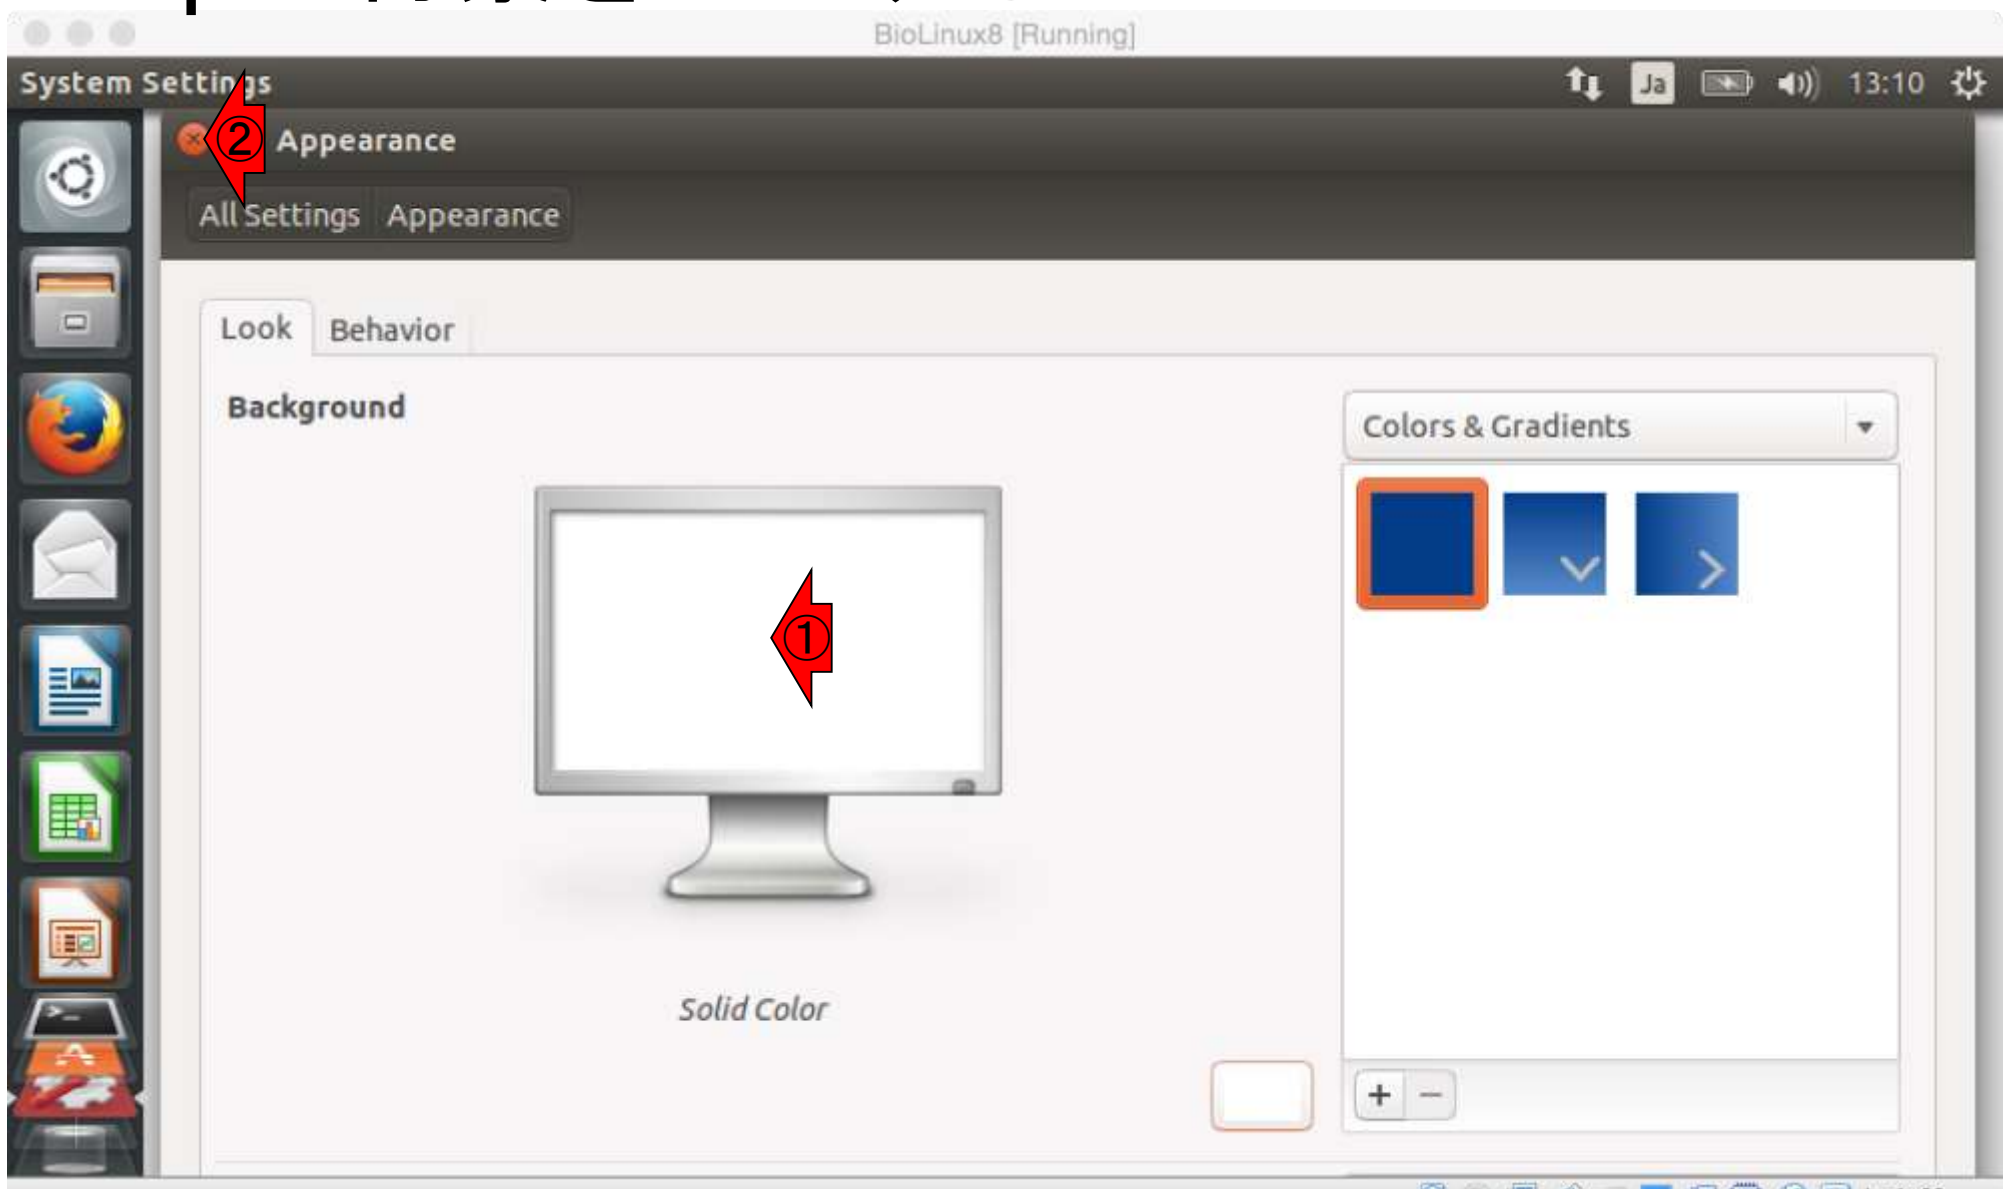 BioLinux8 [Running]
System Settings
Ja
13:10
② Appearance
All Settings Appearance
Look Behavior
Background
Colors & Gradients
①
Solid Color